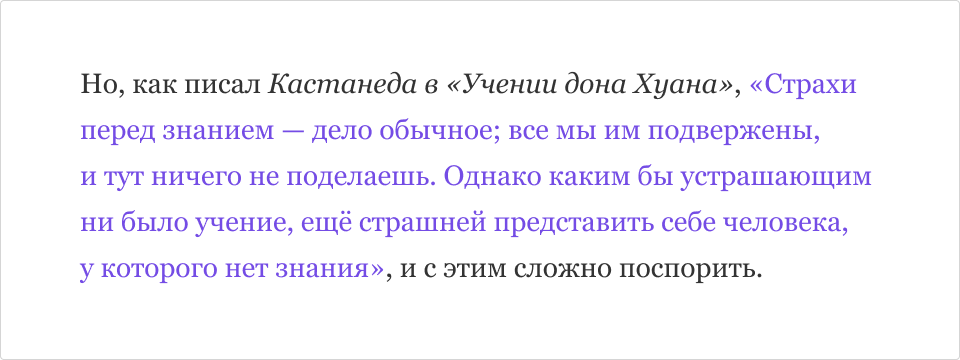 Но, как писал Кастанеда в «Учении дона Хуана», «Страхи
перед знанием — дело обычное; все мы им подвержены,
и тут ничего не поделаешь. Однако каким бы устрашающим
ни было учение, ещё страшней представить себе человека,
у которого нет знания», и с этим сложно поспорить.